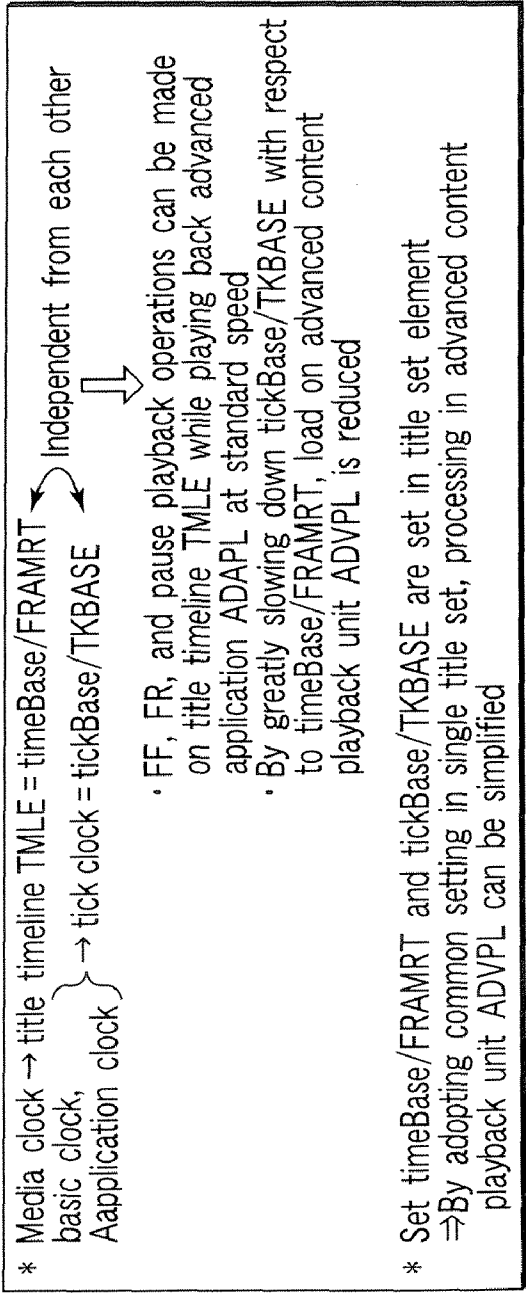 * Media clock → title timeline TMLE = timeBase/FRAMRT
basic clock,
Aapplication clock } → tick clock = tickBase/TKBASE
Independent from each other
⇩
・FF, FR, and pause playback operations can be made
on title timeline TMLE while playing back advanced
application ADAPL at standard speed
・By greatly slowing down tickBase/TKBASE with respect
to timeBase/FRAMRT, load on advanced content
playback unit ADVPL is reduced
* Set timeBase/FRAMRT and tickBase/TKBASE are set in title set element
⇒By adopting common setting in single title set, processing in advanced content
playback unit ADVPL can be simplified